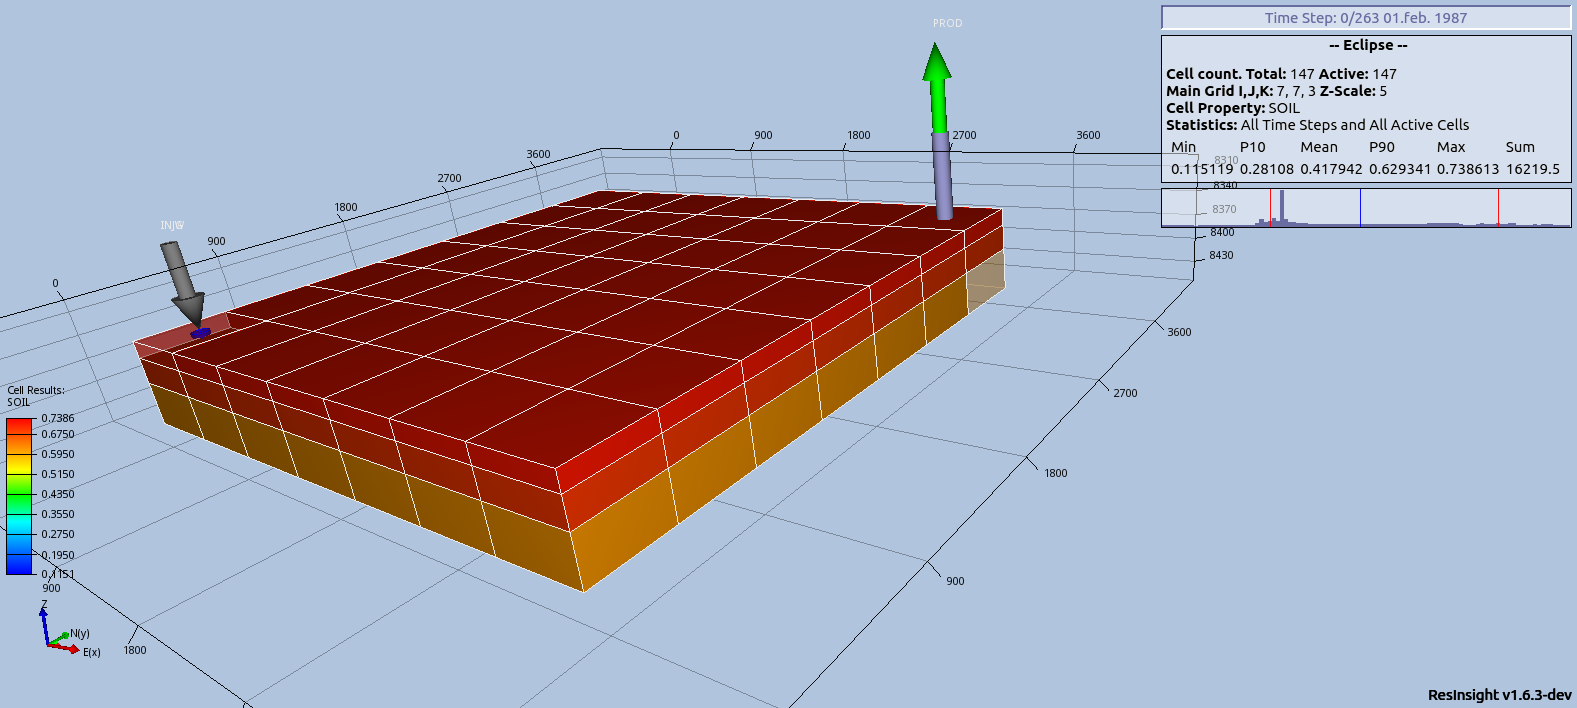 PROD
Time Step: 0/263 01.feb. 1987
-- Eclipse --
Cell count. Total: 147 Active: 147
Main Grid I,J,K: 7, 7, 3 Z-Scale: 5
Cell Property: SOIL
Statistics: All Time Steps and All Active Cells
Min P10 Mean P90 Max Sum
0.115119 0.28108 0.417942 0.629341 0.738613 16219.5
0 900 1800 2700 3600
8310
8340
8370
8400
8430
3600
2700
1800
900
0
3600
2700
1800
900
Cell Results:
SOIL
0.7386
0.6750
0.5950
0.5150
0.4350
0.3550
0.2750
0.1950
0.1151
900
1800
Z
N(y)
E(x)
ResInsight v1.6.3-dev